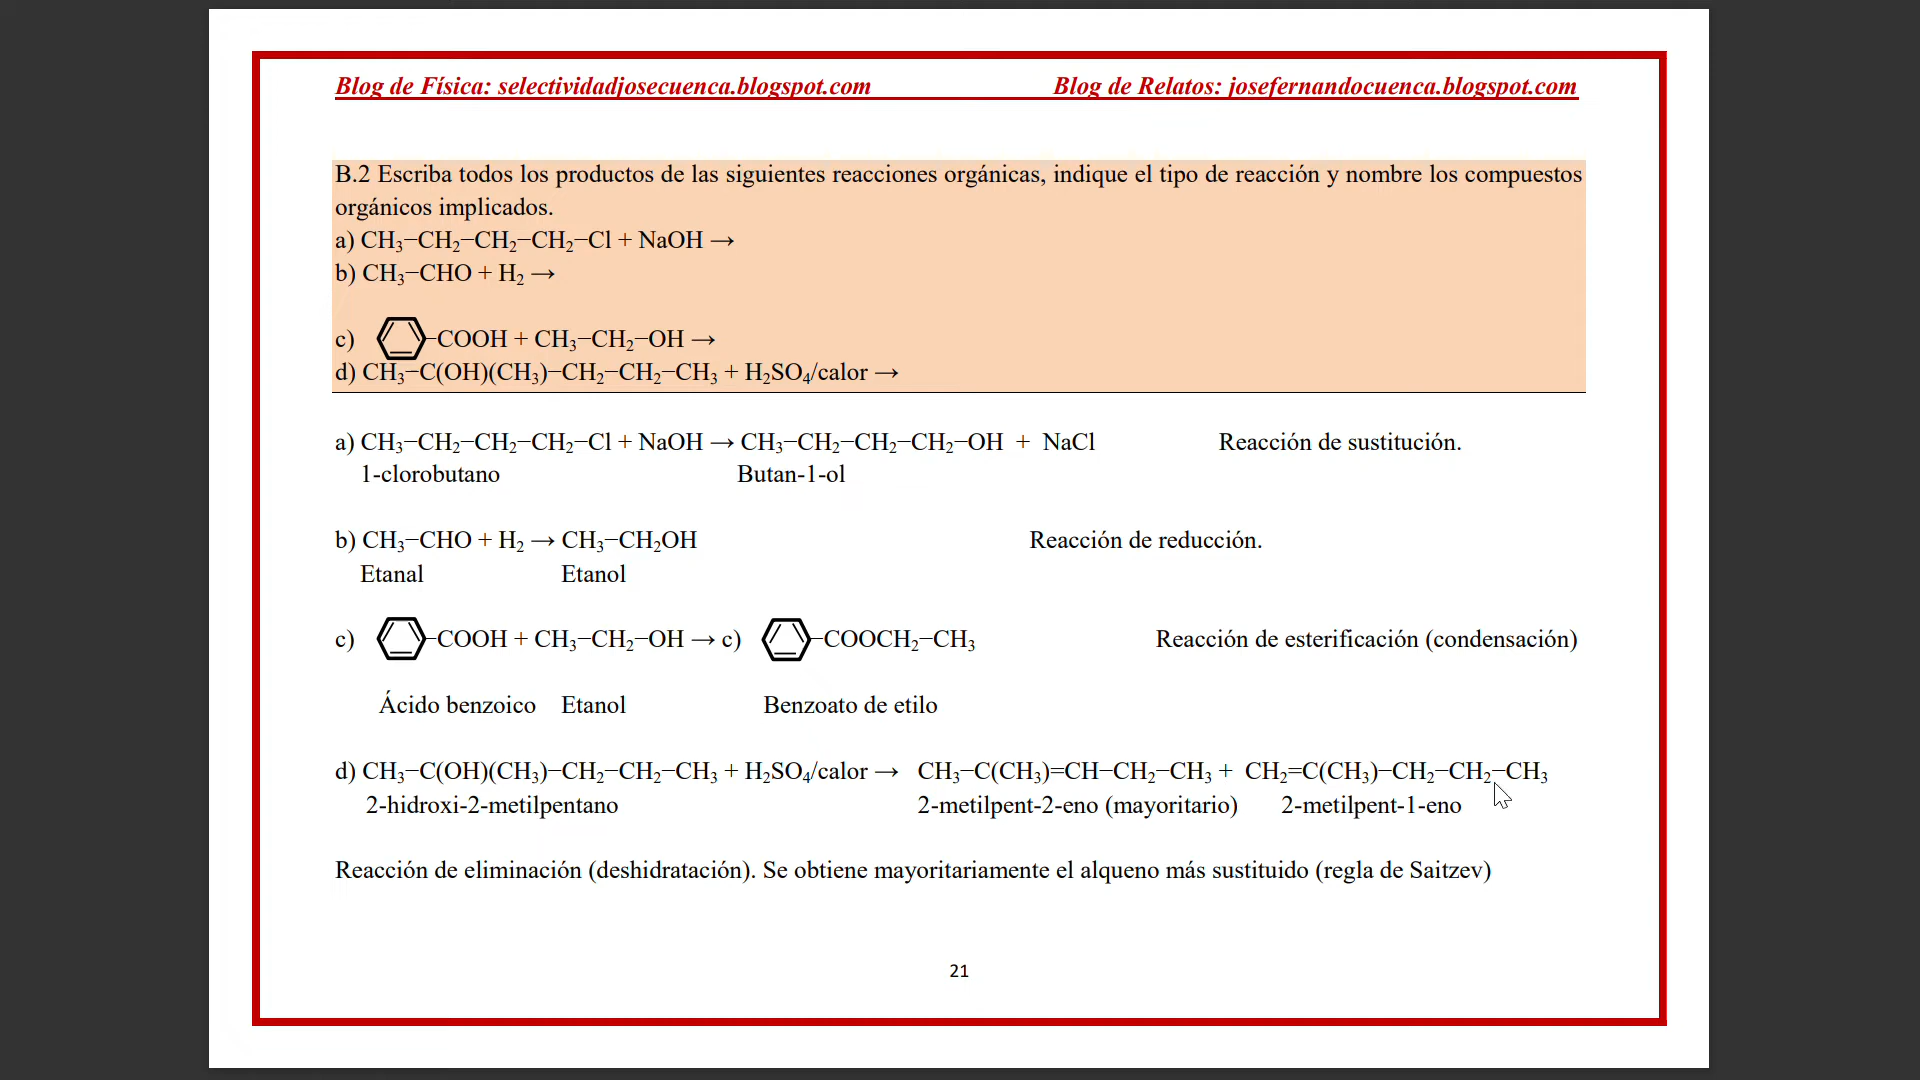 Blog de Física: selectividadjosecuenca.blogspot.com Blog de Relatos: josefernandocuenca.blogspot.com
B.2 Escriba todos los productos de las siguientes reacciones orgánicas, indique el tipo de reacción y nombre los compuestos
orgánicos implicados.
a) CH₃−CH₂−CH₂−CH₂−Cl + NaOH →
b) CH₃−CHO + H₂ →
c) −COOH + CH₃−CH₂−OH →
d) CH₃−C(OH)(CH₃)−CH₂−CH₂−CH₃ + H₂SO₄/calor →
a) CH₃−CH₂−CH₂−CH₂−Cl + NaOH → CH₃−CH₂−CH₂−CH₂−OH + NaCl Reacción de sustitución.
1-clorobutano Butan-1-ol
b) CH₃−CHO + H₂ → CH₃−CH₂OH Reacción de reducción.
Etanal Etanol
c) −COOH + CH₃−CH₂−OH → c) −COOCH₂−CH₃ Reacción de esterificación (condensación)
Ácido benzoico Etanol Benzoato de etilo
d) CH₃−C(OH)(CH₃)−CH₂−CH₂−CH₃ + H₂SO₄/calor → CH₃−C(CH₃)=CH−CH₂−CH₃ + CH₂=C(CH₃)−CH₂−CH₂−CH₃
2-hidroxi-2-metilpentano 2-metilpent-2-eno (mayoritario) 2-metilpent-1-eno
Reacción de eliminación (deshidratación). Se obtiene mayoritariamente el alqueno más sustituido (regla de Saitzev)
21